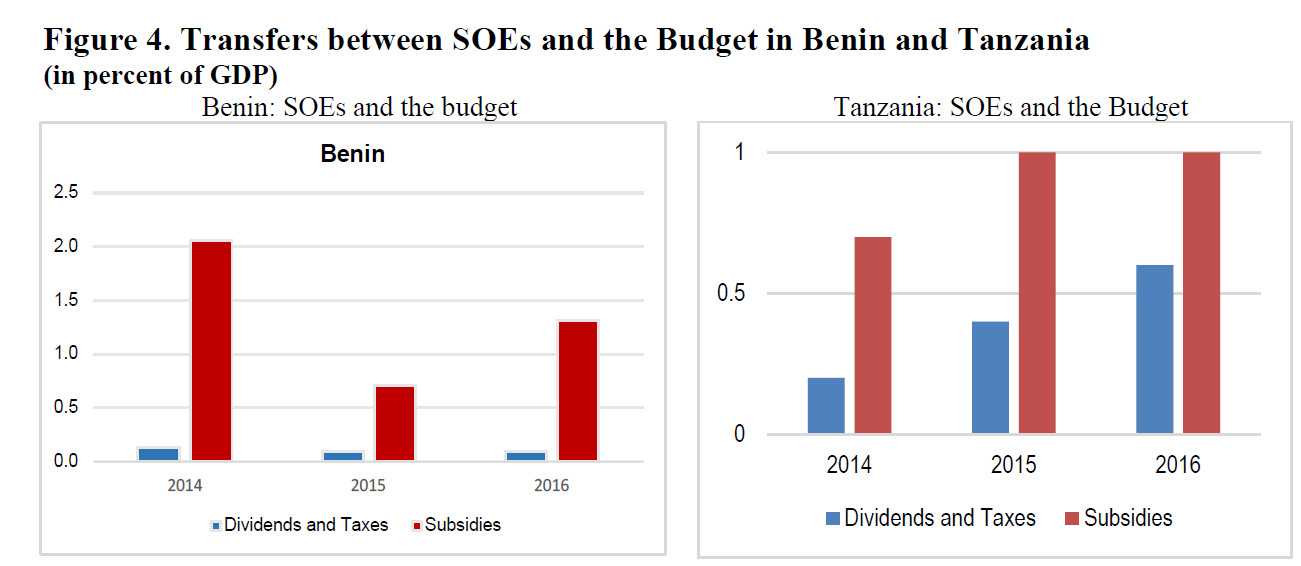 Figure 4. Transfers between SOEs and the Budget in Benin and Tanzania
(in percent of GDP)
Benin: SOEs and the budget
Benin
2.5
2.0
1.5
1.0
0.5
0.0
2014 2015 2016
Dividends and Taxes Subsidies
Tanzania: SOEs and the Budget
1
0.5
0
2014 2015 2016
Dividends and Taxes Subsidies